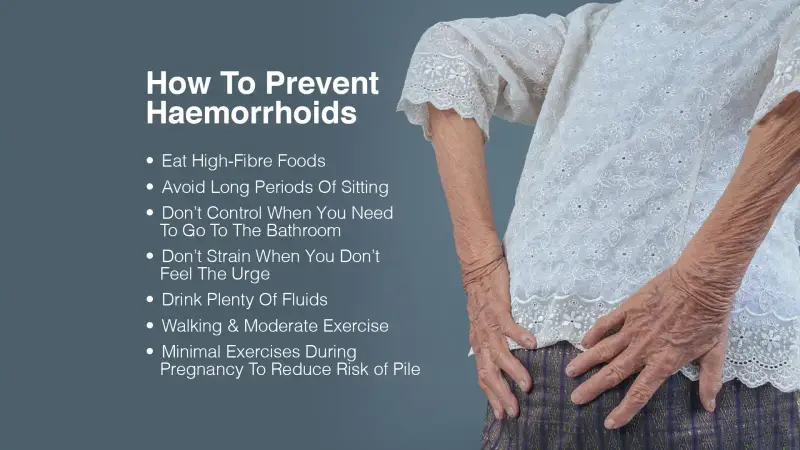 How To Prevent
Haemorrhoids
• Eat High-Fibre Foods
• Avoid Long Periods Of Sitting
• Don't Control When You Need
To Go To The Bathroom
• Don't Strain When You Don't
Feel The Urge
• Drink Plenty Of Fluids
• Walking & Moderate Exercise
• Minimal Exercises During
Pregnancy To Reduce Risk of Pile